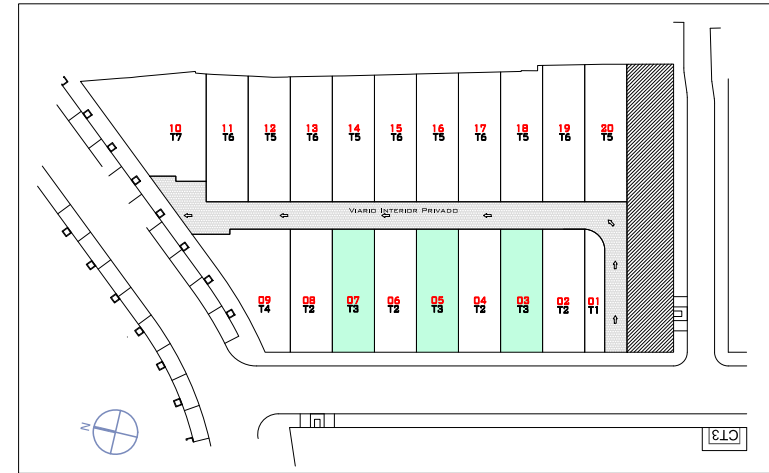 10 11 12 13 14 15 16 17 18 19 20
T7 T6 T5 T6 T5 T6 T5 T6 T5 T6 T5
VIARIO INTERIOR PRIVADO
09 08 07 06 05 04 03 02 01
T4 T2 T3 T2 T3 T2 T3 T2 T1
N
CT3